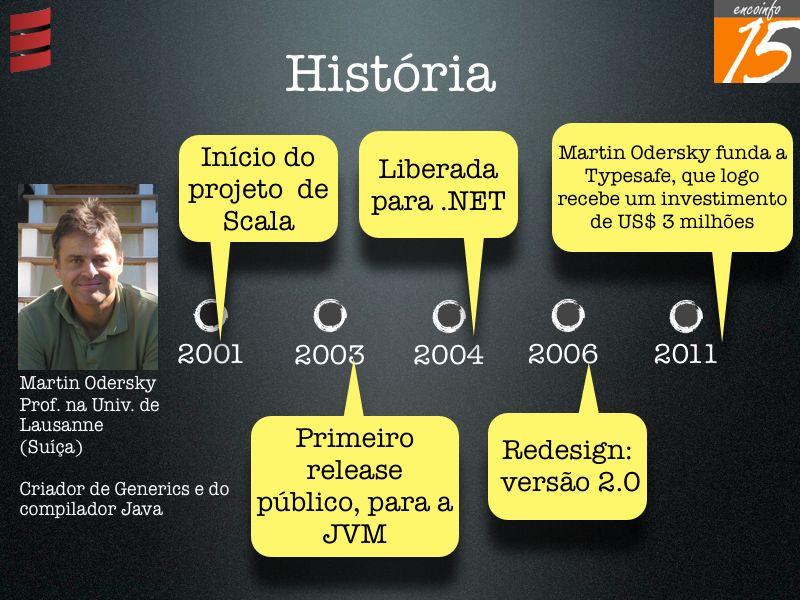 encoinfo
15
História
Início do
projeto de
Scala
Liberada
para .NET
Martin Odersky funda a
Typesafe, que logo
recebe um investimento
de US$ 3 milhões
2001
2003
2004
2006
2011
Martin Odersky
Prof. na Univ. de
Lausanne
(Suíça)
Criador de Generics e do
compilador Java
Primeiro
release
público, para a
JVM
Redesign:
versão 2.0